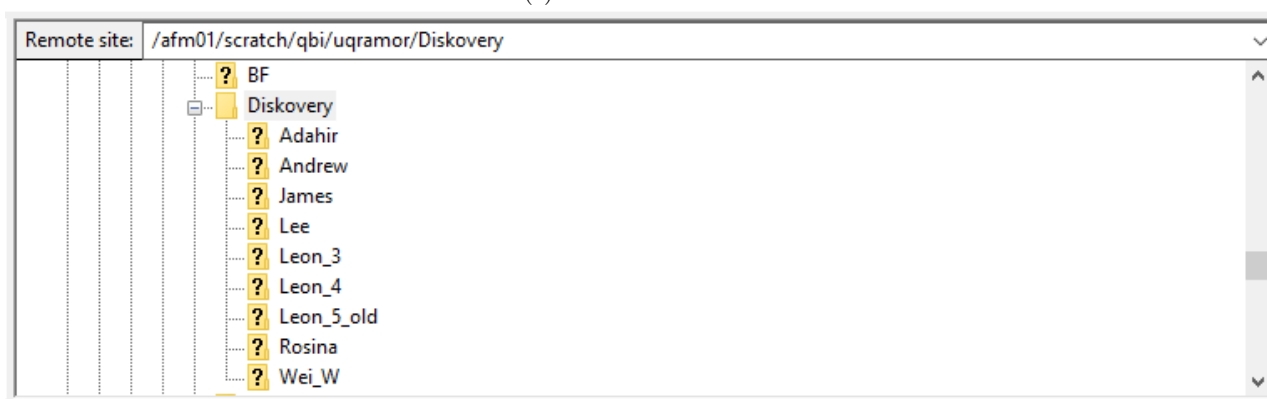 Remote site: /afm01/scratch/qbi/uqramor/Diskovery
? BF
Diskovery
? Adahir
? Andrew
? James
? Lee
? Leon_3
? Leon_4
? Leon_5_old
? Rosina
? Wei_W